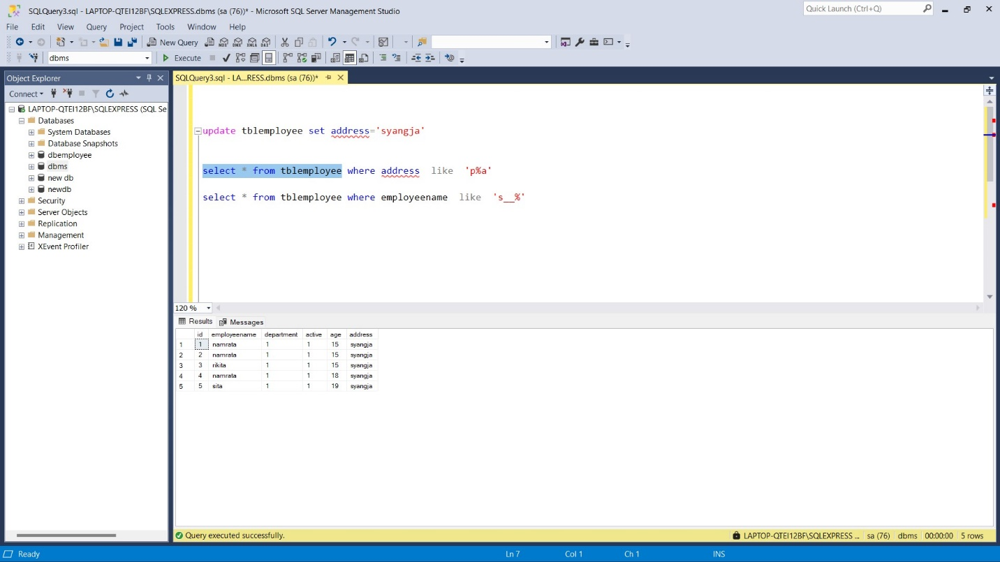 SQLQuery3.sql - LAPTOP-QTEI12BF\SQLEXPRESS.dbms (sa (76))* - Microsoft SQL Server Management Studio
Quick Launch (Ctrl+Q)
File Edit View Query Project Tools Window Help
New Query MDX DMX XMLA DAX
dbms Execute
Object Explorer
SQLQuery3.sql - LA...RESS.dbms (sa (76))*
Connect
LAPTOP-QTEI12BF\SQLEXPRESS (SQL Se
Databases
System Databases
Database Snapshots
dbemployee
dbms
new db
newdb
Security
Server Objects
Replication
Management
XEvent Profiler
update tblemployee set address='syangja'
select * from tblemployee where address like 'p%a'
select * from tblemployee where employeename like 's__%'
120 %
Results Messages
id employeename department active age address
1 1 namrata 1 1 15 syangja
2 2 namrata 1 1 15 syangja
3 3 rikita 1 1 15 syangja
4 4 namrata 1 1 18 syangja
5 5 sita 1 1 19 syangja
Query executed successfully. LAPTOP-QTEI12BF\SQLEXPRESS ... sa (76) dbms 00:00:00 5 rows
Ready Ln 7 Col 1 Ch 1 INS